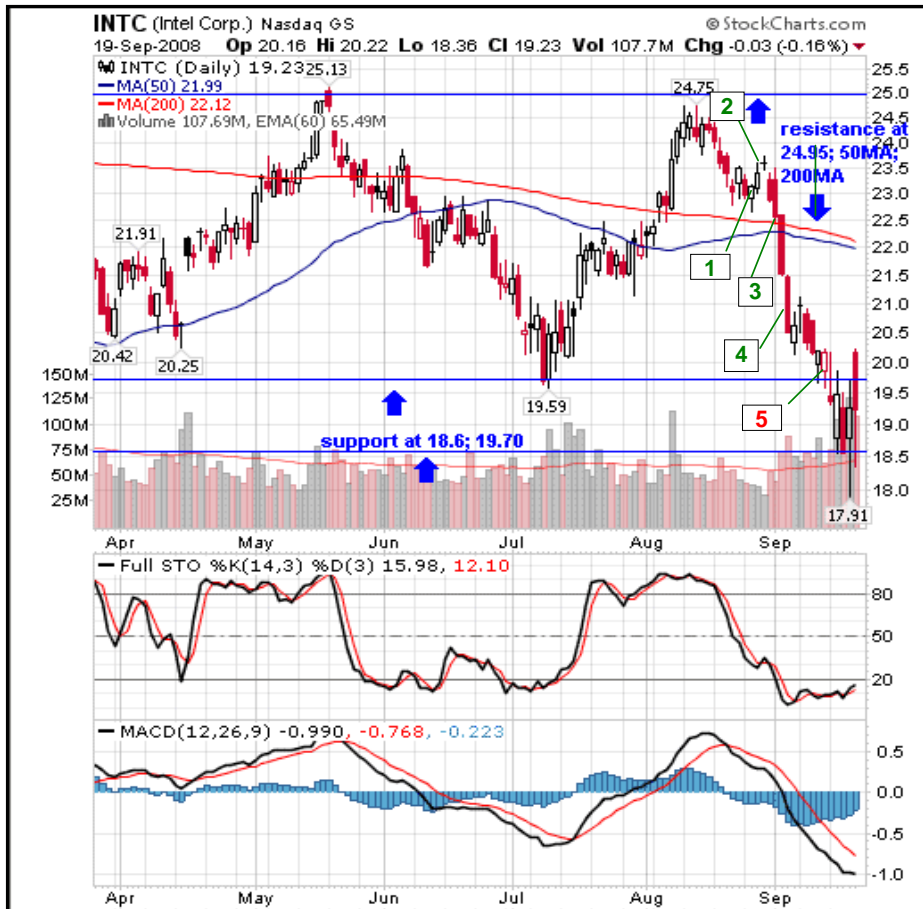 INTC (Intel Corp.) Nasdaq GS © StockCharts.com
19-Sep-2008 Op 20.16 Hi 20.22 Lo 18.36 Cl 19.23 Vol 107.7M Chg -0.03 (-0.16%)
INTC (Daily) 19.23
MA(50) 21.99
MA(200) 22.12
Volume 107.69M, EMA(60) 65.49M
25.13
24.75
21.91
20.42
20.25
19.59
17.91
1
2
3
4
5
resistance at
24.95; 50MA;
200MA
support at 18.6; 19.70
25.5
25.0
24.5
24.0
23.5
23.0
22.5
22.0
21.5
21.0
20.5
20.0
19.5
19.0
18.5
18.0
150M
125M
100M
75M
50M
25M
Apr May Jun Jul Aug Sep
Full STO %K(14,3) %D(3) 15.98, 12.10
80
50
20
MACD(12,26,9) -0.990, -0.768, -0.223
0.5
0.0
-0.5
-1.0
Apr May Jun Jul Aug Sep